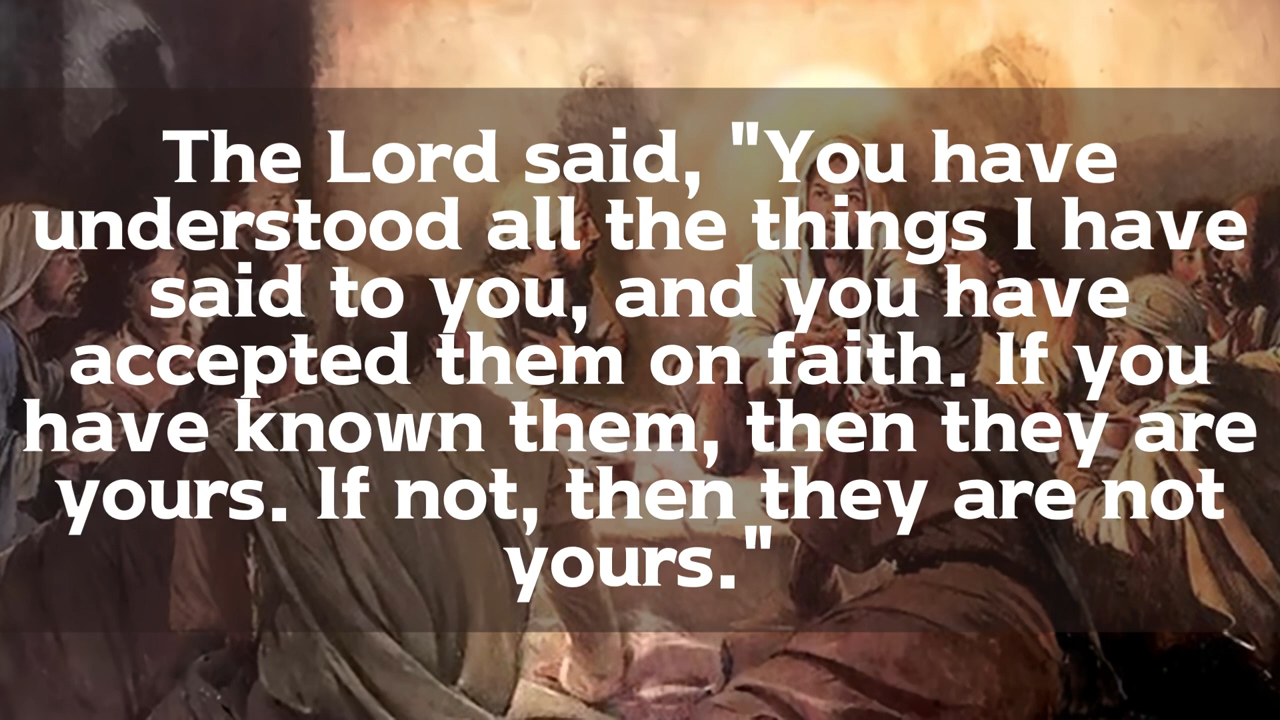 The Lord said, "You have
understood all the things I have
said to you, and you have
accepted them on faith. If you
have known them, then they are
yours. If not, then they are not
yours."